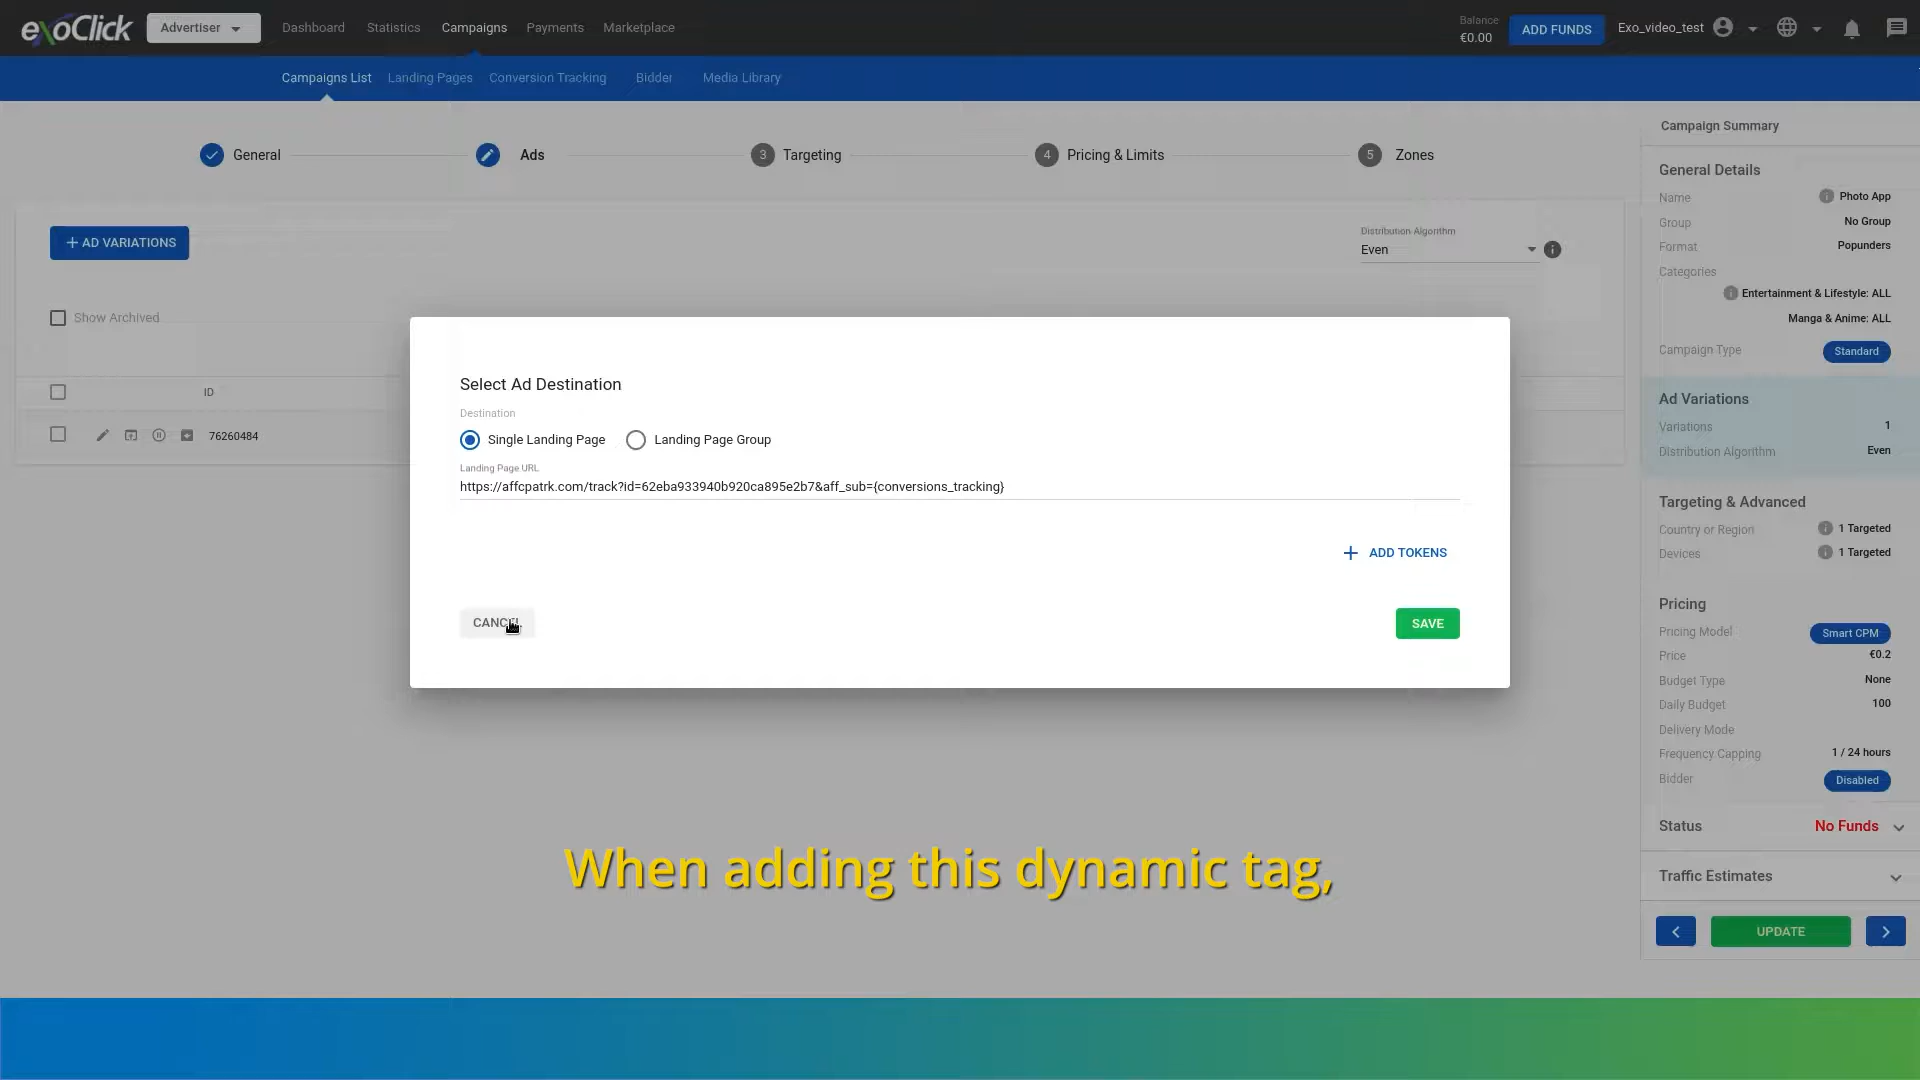 exoClick
Advertiser
Dashboard
Statistics
Campaigns
Payments
Marketplace
Balance
€0.00
ADD FUNDS
Exo_video_test
Campaigns List
Landing Pages
Conversion Tracking
Bidder
Media Library
General
Ads
3 Targeting
4 Pricing & Limits
5 Zones
+ AD VARIATIONS
Distribution Algorithm
Even
Show Archived
ID
76260484
Select Ad Destination
Destination
Single Landing Page
Landing Page Group
Landing Page URL
https://affcpatrk.com/track?id=62eba933940b920ca895e2b7&aff_sub={conversions_tracking}
+ ADD TOKENS
CANCEL
SAVE
Campaign Summary
General Details
Name Photo App
Group No Group
Format Popunders
Categories
Entertainment & Lifestyle: ALL
Manga & Anime: ALL
Campaign Type Standard
Ad Variations
Variations 1
Distribution Algorithm Even
Targeting & Advanced
Country or Region 1 Targeted
Devices 1 Targeted
Pricing
Pricing Model Smart CPM
Price €0.2
Budget Type None
Daily Budget 100
Delivery Mode
Frequency Capping 1 / 24 hours
Bidder Disabled
Status No Funds
Traffic Estimates
UPDATE
When adding this dynamic tag,